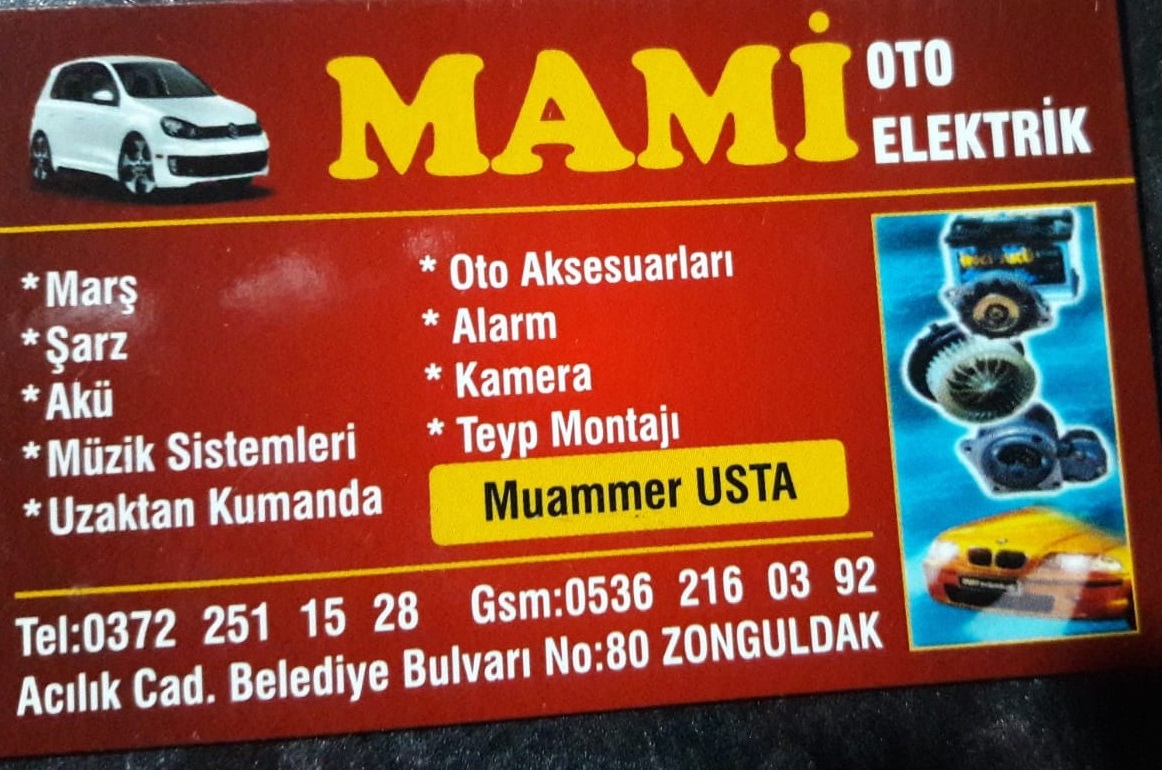 MAMİ OTO
ELEKTRİK
*Marş
*Şarz
*Akü
*Müzik Sistemleri
*Uzaktan Kumanda
* Oto Aksesuarları
* Alarm
* Kamera
* Teyp Montajı
Muammer USTA
Tel:0372 251 15 28 Gsm:0536 216 03 92
Acılık Cad. Belediye Bulvarı No:80 ZONGULDAK